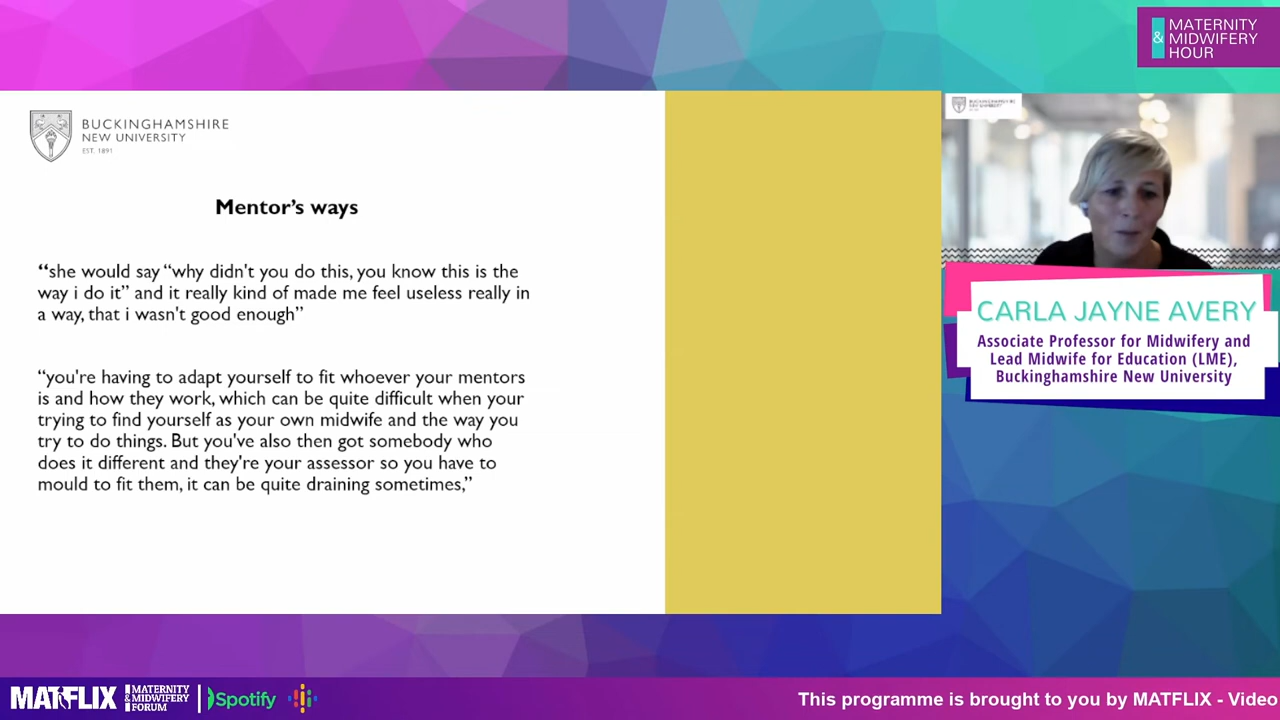 MATERNITY
& MIDWIFERY
HOUR
BUCKINGHAMSHIRE
NEW UNIVERSITY
EST. 1891
Mentor's ways
“she would say “why didn't you do this, you know this is the
way i do it” and it really kind of made me feel useless really in
a way, that i wasn't good enough”
“you're having to adapt yourself to fit whoever your mentors
is and how they work, which can be quite difficult when your
trying to find yourself as your own midwife and the way you
try to do things. But you've also then got somebody who
does it different and they're your assessor so you have to
mould to fit them, it can be quite draining sometimes,”
BUCKINGHAMSHIRE
NEW UNIVERSITY
CARLA JAYNE AVERY
Associate Professor for Midwifery and
Lead Midwife for Education (LME),
Buckinghamshire New University
MATFLIX
MATERNITY
& MIDWIFERY
FORUM
Spotify
This programme is brought to you by MATFLIX - Video